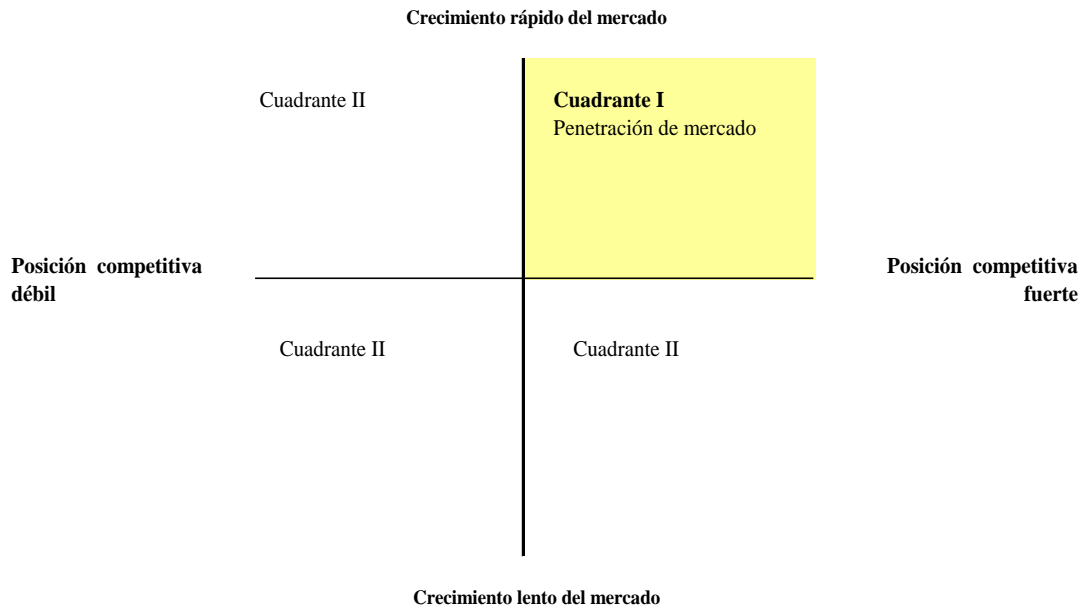 Crecimiento rápido del mercado
Cuadrante II
Cuadrante I
Penetración de mercado
Posición competitiva
débil
Posición competitiva
fuerte
Cuadrante II
Cuadrante II
Crecimiento lento del mercado